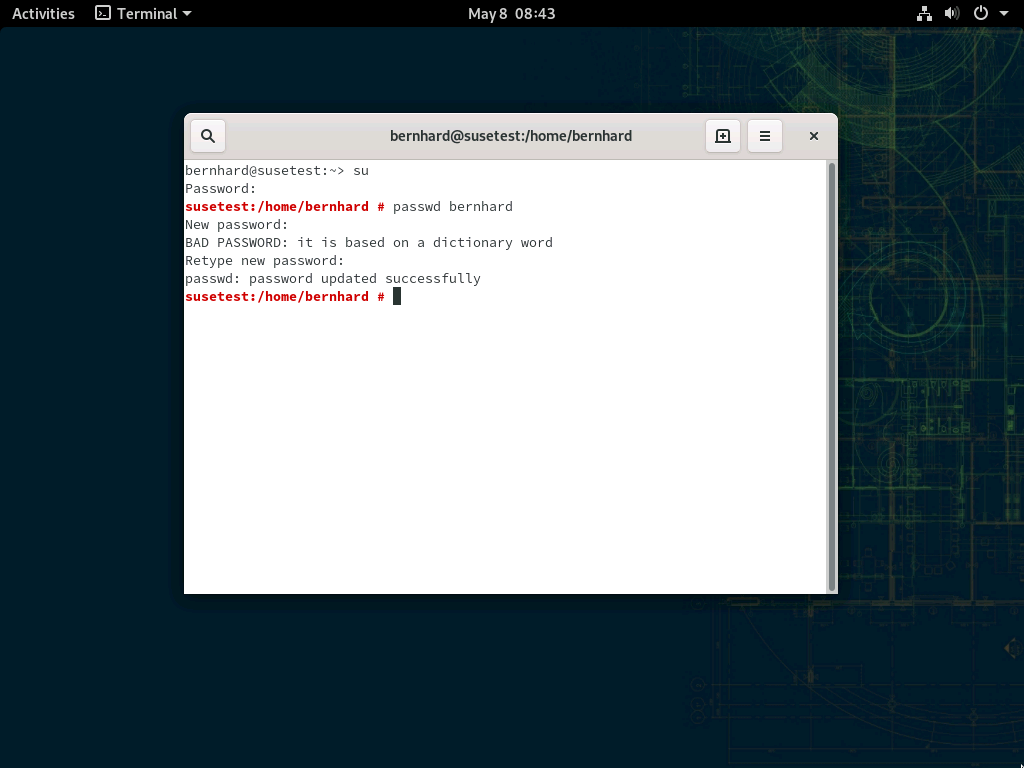 Activities Terminal May 8 08:43
bernhard@susetest:/home/bernhard
bernhard@susetest:~> su
Password:
susetest:/home/bernhard # passwd bernhard
New password:
BAD PASSWORD: it is based on a dictionary word
Retype new password:
passwd: password updated successfully
susetest:/home/bernhard #